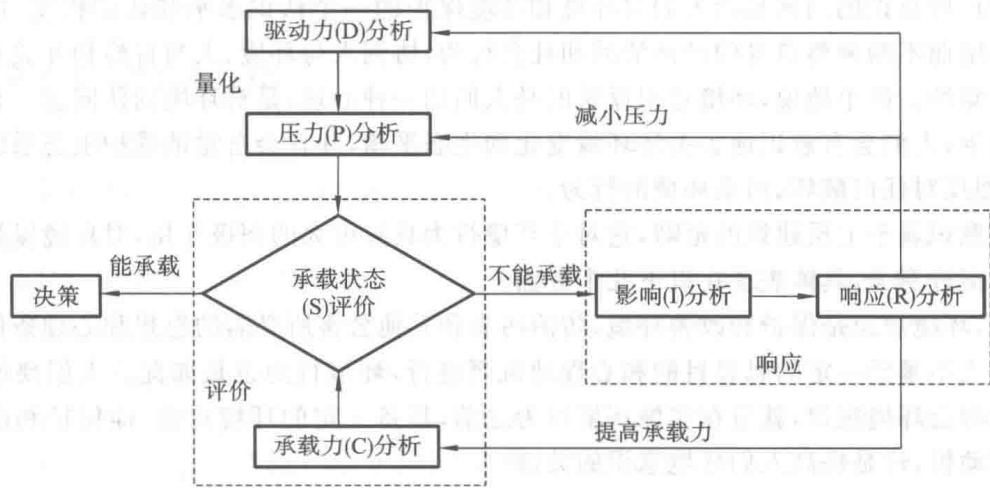 驱动力(D)分析
量化
压力(P)分析
减小压力
能承载
承载状态
(S)评价
不能承载
决策
影响(I)分析
响应(R)分析
响应
评价
承载力(C)分析
提高承载力